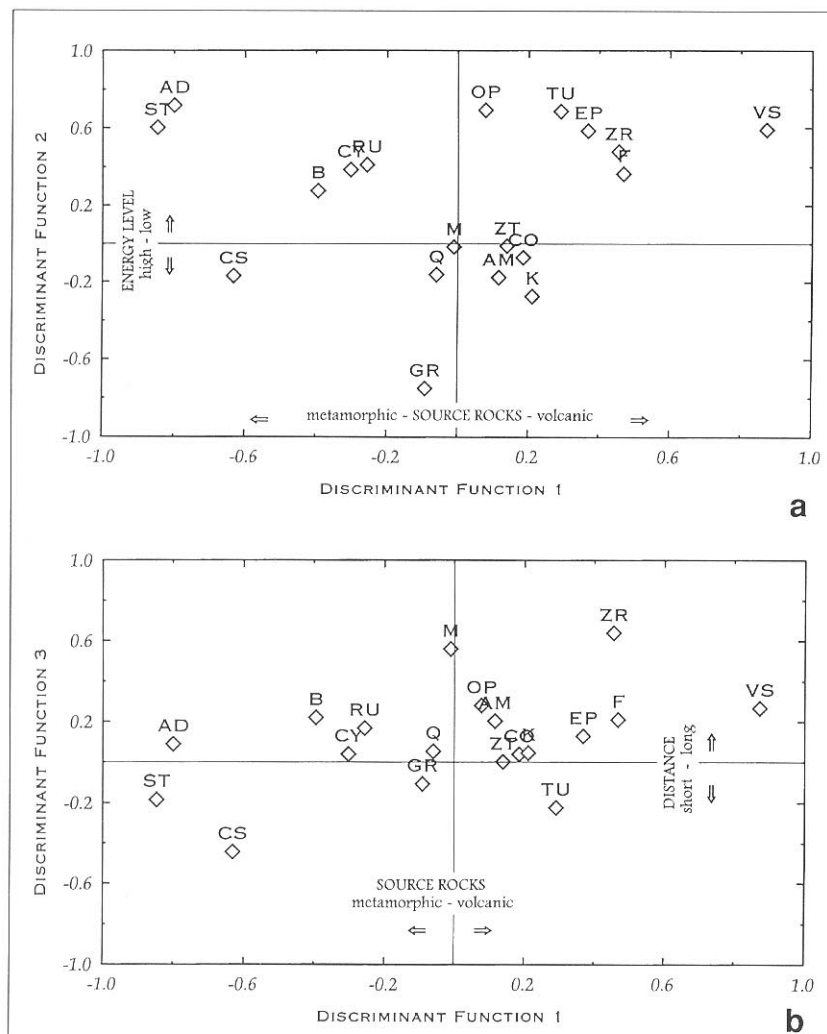 1.0
0.6
0.2
-0.2
-0.6
-1.0
DISCRIMINANT FUNCTION 2
ENERGY LEVEL
high - low
AD
ST
B
CY
RU
CS
OP
TU
EP
ZR
F
VS
M
Q
ZT
CO
AM
K
GR
metamorphic - SOURCE ROCKS - volcanic
-1.0 -0.6 -0.2 0.2 0.6 1.0
DISCRIMINANT FUNCTION 1
a
1.0
0.6
0.2
-0.2
-0.6
-1.0
DISCRIMINANT FUNCTION 3
M
ZR
OP
AM
B
RU
AD
CY
Q
ZT
CO
K
EP
F
VS
GR
ST
CS
TU
DISTANCE
short - long
SOURCE ROCKS
metamorphic - volcanic
-1.0 -0.6 -0.2 0.2 0.6 1.0
DISCRIMINANT FUNCTION 1
b